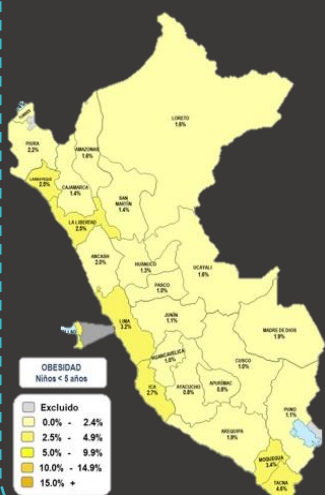 LORETO
1.6%
PIURA
2.2%
AMAZONAS
1.6%
LAMBAYEQUE
2.5%
CAJAMARCA
1.4%
SAN
MARTÍN
1.4%
LA LIBERTAD
2.5%
ANCASH
2.0%
HUÁNUCO
1.3%
UCAYALI
1.6%
PASCO
1.0%
JUNÍN
1.1%
LIMA
3.2%
MADRE DE DIOS
1.9%
HUANCAVELICA
CUSCO
1.0%
ICA
2.7%
AYACUCHO
0.8%
APURÍMAC
PUNO
1.1%
AREQUIPA
1.9%
MOQUEGUA
3.4%
TACNA
4.8%
OBESIDAD
Niños < 5 años
Excluido
0.0% - 2.4%
2.5% - 4.9%
5.0% - 9.9%
10.0% - 14.9%
15.0% +